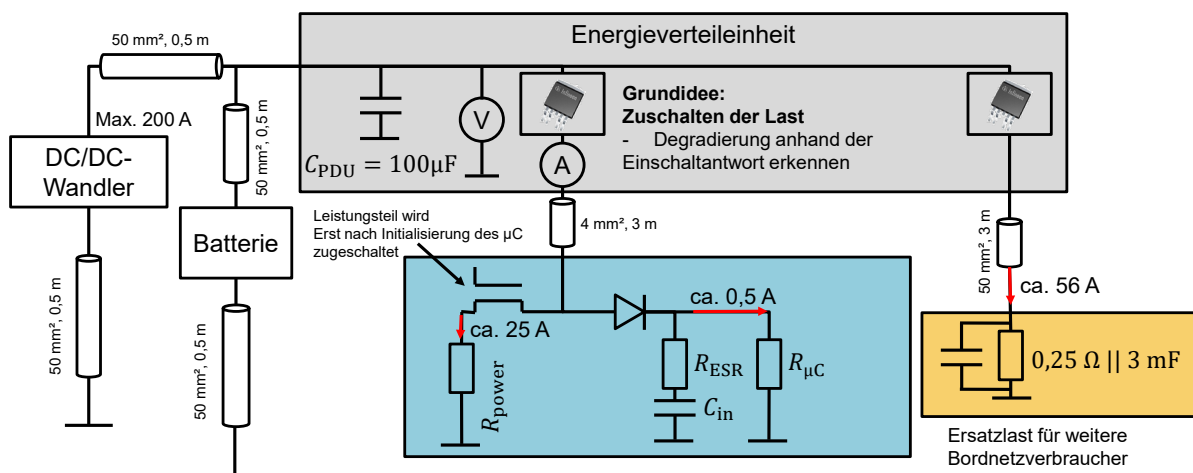 Energieverteileinheit
50 mm², 0,5 m
Max. 200 A
DC/DC-
Wandler
50 mm², 0,5 m
50 mm², 0,5 m
Batterie
50 mm², 0,5 m
C_PDU = 100µF
V
A
Grundidee:
Zuschalten der Last
- Degradierung anhand der
Einschaltantwort erkennen
Leistungsteil wird
Erst nach Initialisierung des µC
zugeschaltet
4 mm², 3 m
50 mm², 3 m
ca. 25 A
R_power
ca. 0,5 A
R_ESR
C_in
R_µC
ca. 56 A
0,25 Ω || 3 mF
Ersatzlast für weitere
Bordnetzverbraucher